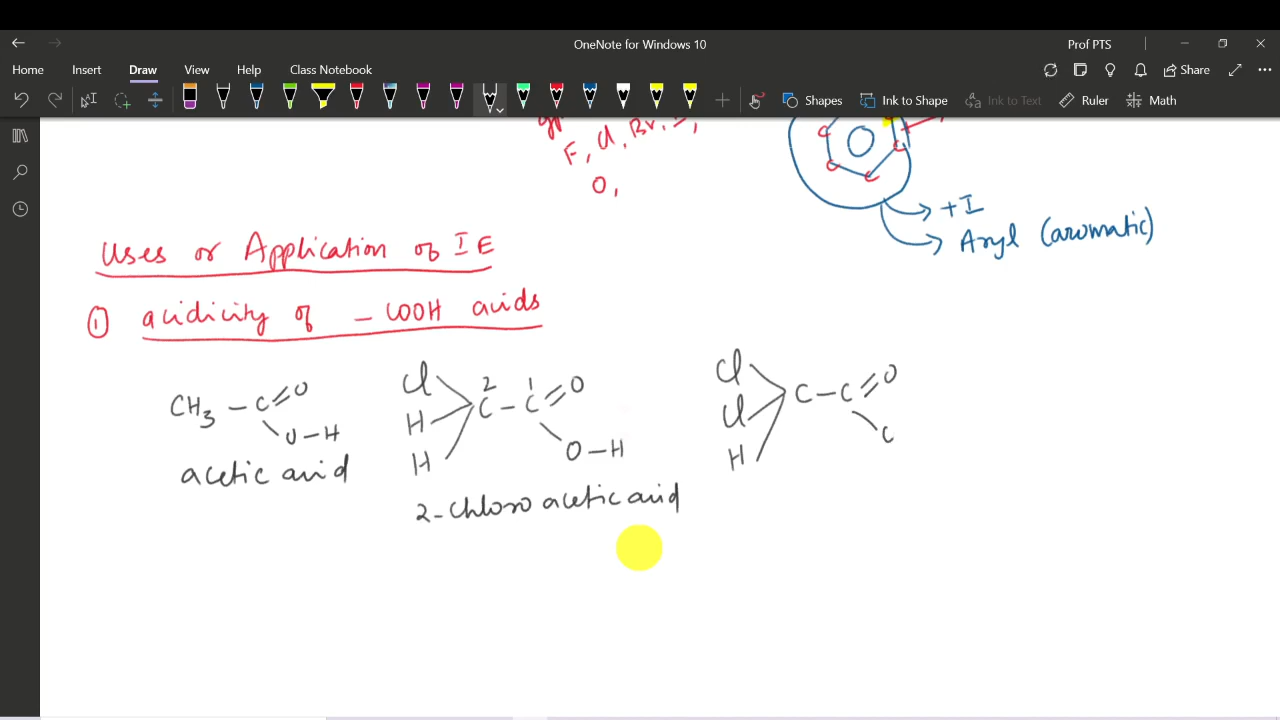 OneNote for Windows 10
Prof PTS
Home Insert Draw View Help Class Notebook
Share
Shapes Ink to Shape Ink to Text Ruler Math
F, Cl, Br, I,
O,
+I
Aryl (aromatic)
Uses or Application of IE
① acidicity of - COOH acids
CH3 - C = O
O - H
acetic acid
Cl
H
H
2 1
C - C = O
O - H
2-chloro acetic acid
Cl
Cl
H
C - C = O